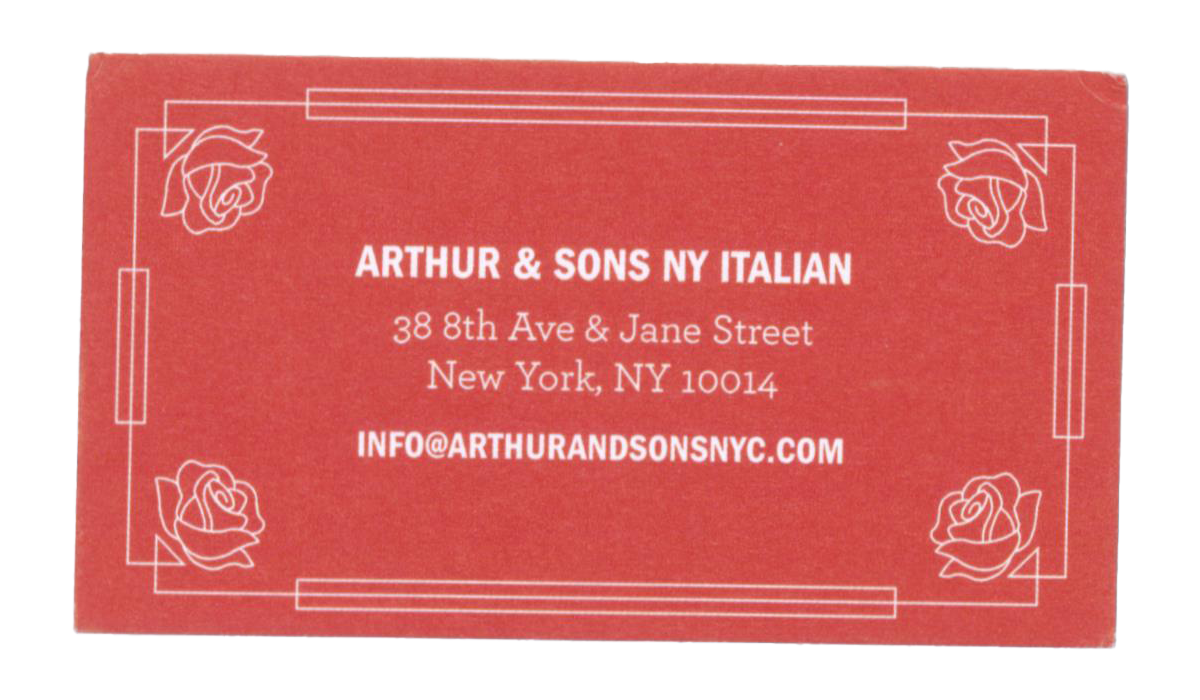 ARTHUR & SONS NY ITALIAN
38 8th Ave & Jane Street
New York, NY 10014
INFO@ARTHURANDSONSNYC.COM